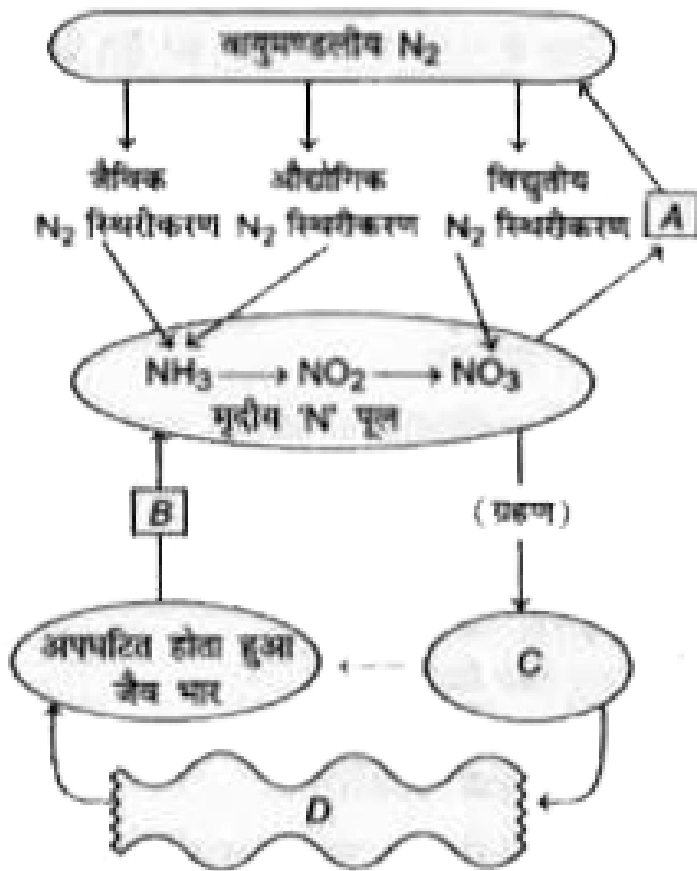 वायुमण्डलीय N2
जैविक
N2 स्थिरीकरण
औद्योगिक
N2 स्थिरीकरण
विद्युतीय
N2 स्थिरीकरण
A
NH3 → NO2 → NO3
मृदीय 'N' पूल
B
(ग्रहण)
अपघटित होता हुआ
जैव भार
C
D